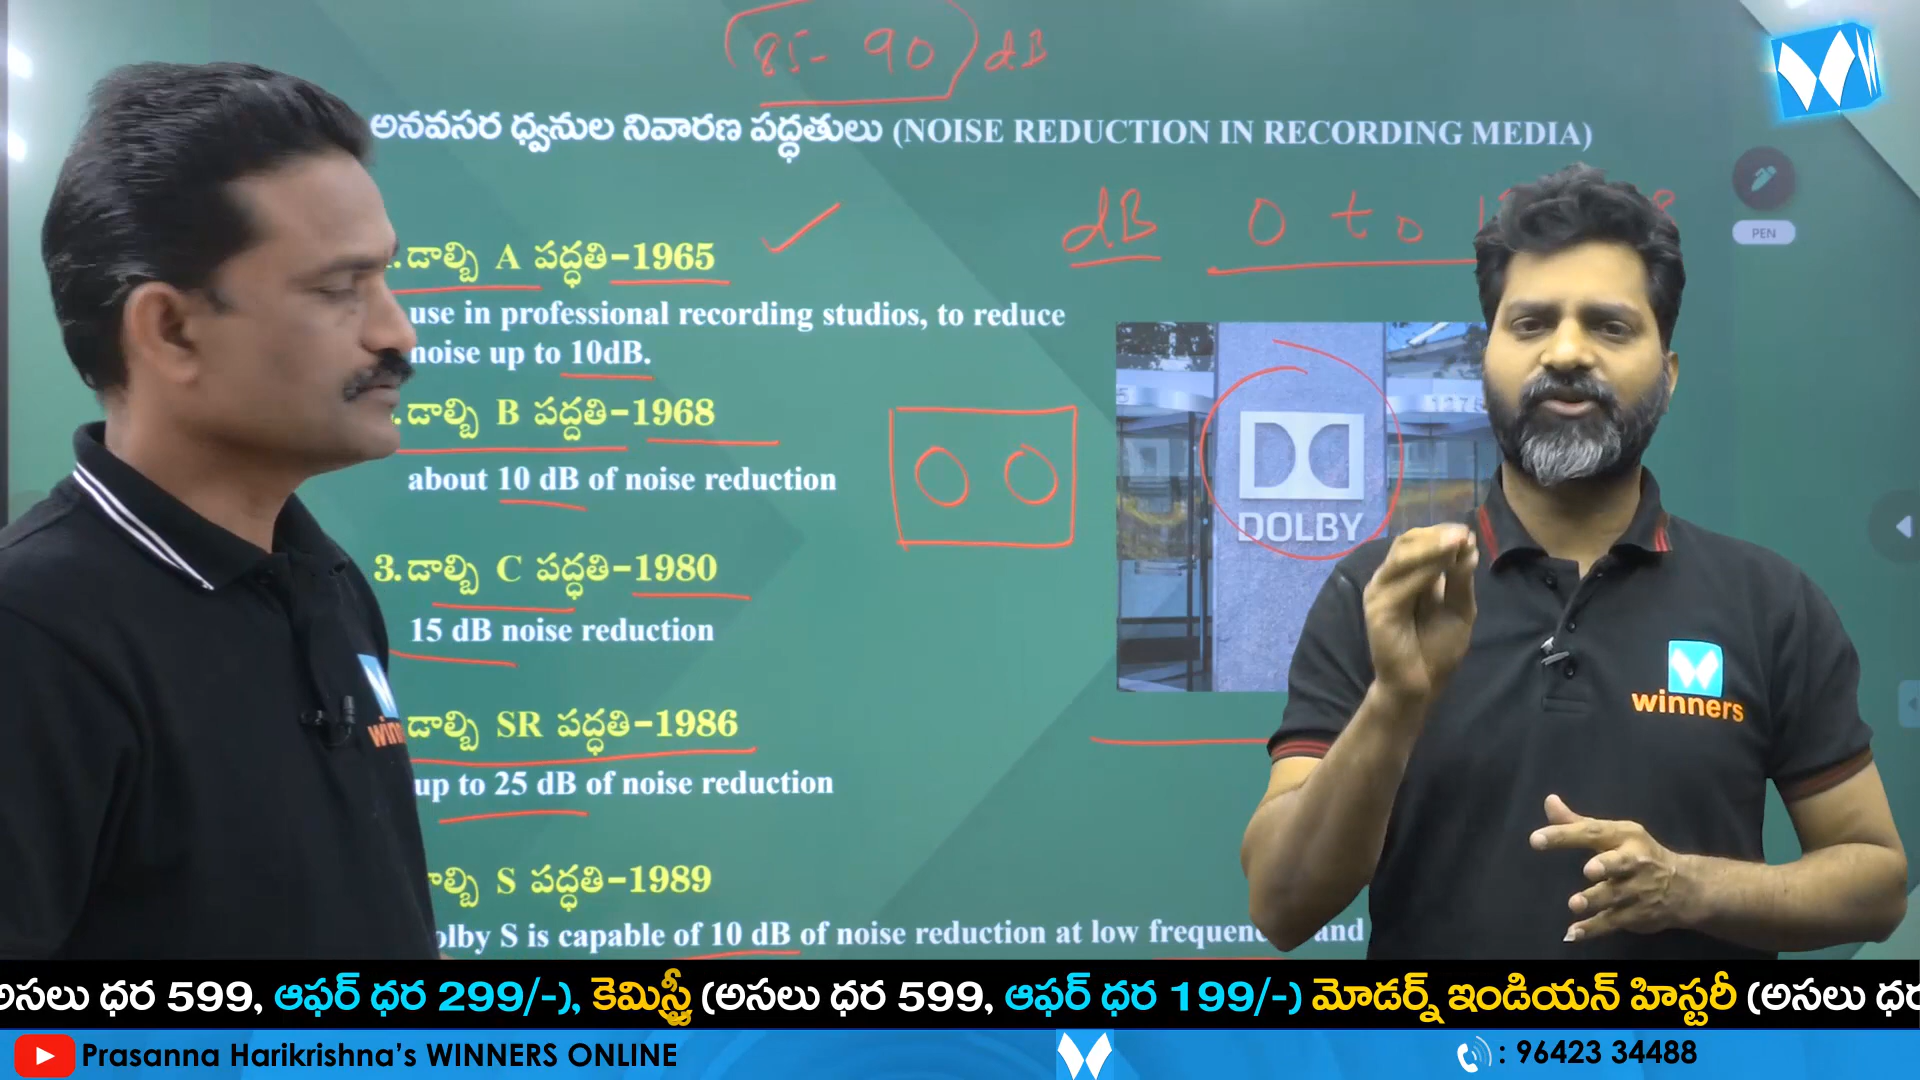 85-90 dB
అనవసర ధ్వనుల నివారణ పద్ధతులు (NOISE REDUCTION IN RECORDING MEDIA)
dB 0 to
PEN
డాల్బి A పద్ధతి-1965
use in professional recording studios, to reduce
noise up to 10dB.
డాల్బి B పద్దతి-1968
about 10 dB of noise reduction
DOLBY
3. డాల్బి C పద్ధతి-1980
15 dB noise reduction
winners
డాల్బి SR పద్ధతి-1986
up to 25 dB of noise reduction
S పద్ధతి-1989
S is capable of 10 dB of noise reduction at low and
అసలు ధర 599, ఆఫర్ ధర 299/-), కెమిస్ట్రీ (అసలు ధర 599, ఆఫర్ ధర 199/-) మోడర్న్ ఇండియన్ హిస్టరీ (అసలు
Prasanna Harikrishna's WINNERS ONLINE
: 96423 34488